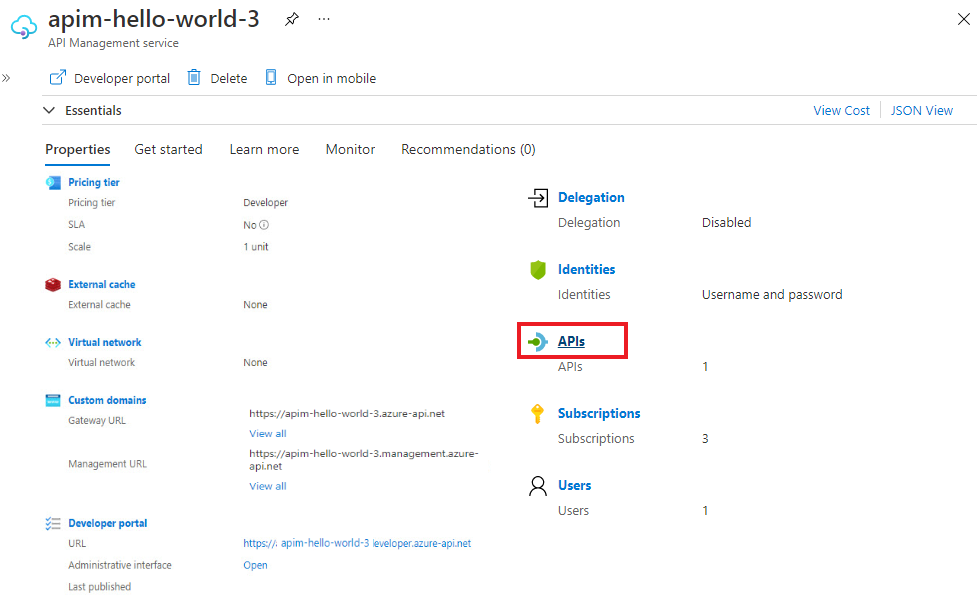 apim-hello-world-3
API Management service
Developer portal Delete Open in mobile
Essentials View Cost JSON View
Properties Get started Learn more Monitor Recommendations (0)
Pricing tier
Pricing tier Developer
SLA No
Scale 1 unit
External cache
External cache None
Virtual network
Virtual network None
Custom domains
Gateway URL https://apim-hello-world-3.azure-api.net
View all
Management URL https://apim-hello-world-3.management.azure-
api.net
View all
Developer portal
URL https:/. apim-hello-world-3 leveloper.azure-api.net
Administrative interface Open
Last published
Delegation
Delegation Disabled
Identities
Identities Username and password
APIs
APIs 1
Subscriptions
Subscriptions 3
Users
Users 1